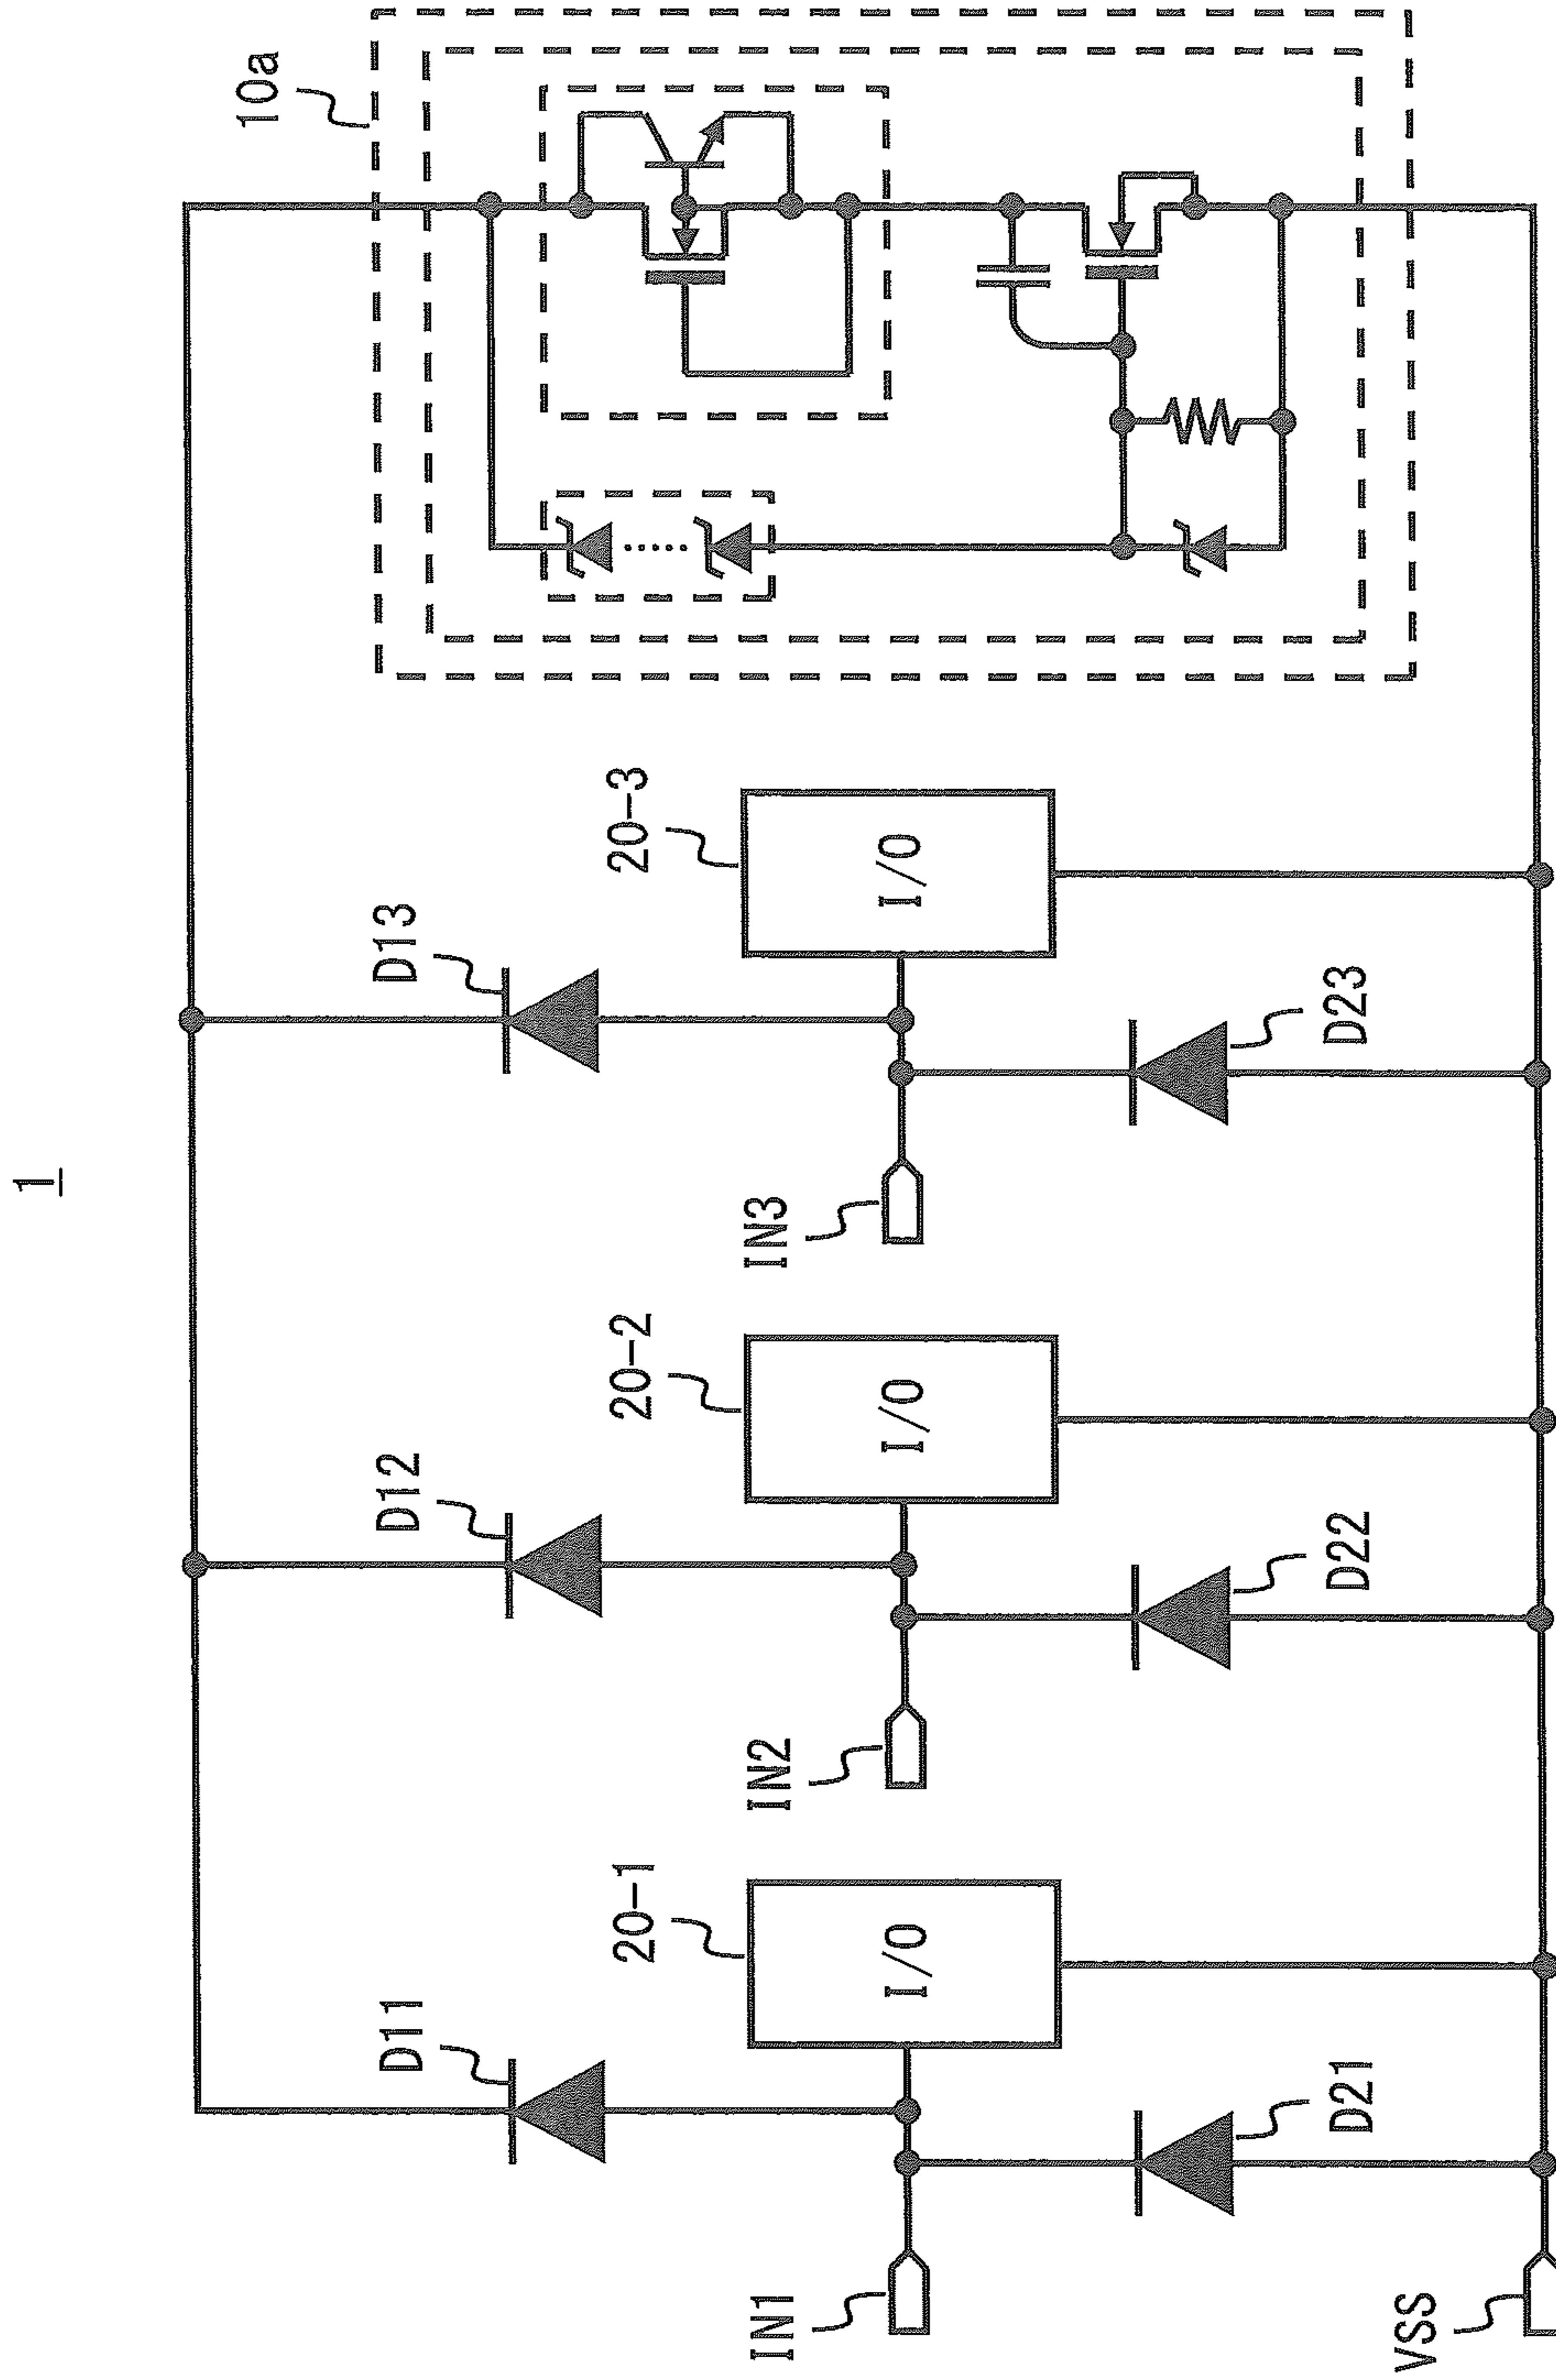 1
10a
D11
D12
D13
20-1
20-2
20-3
I/O
I/O
I/O
IN1
IN2
IN3
D21
D22
D23
VSS